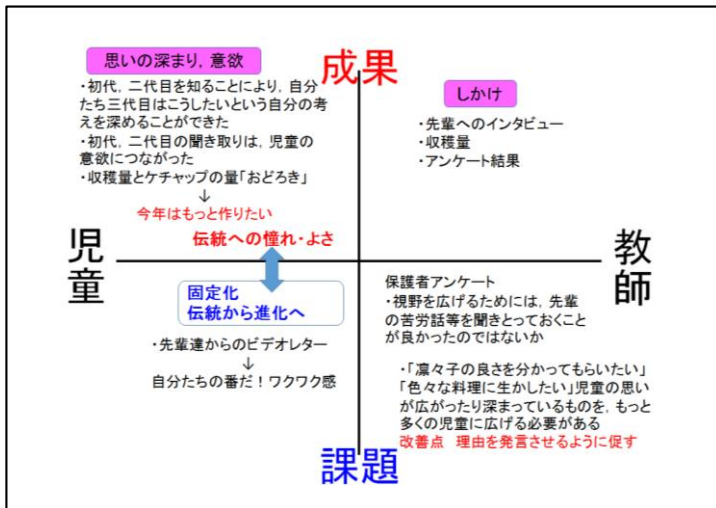 成果
思いの深まり，意欲
・初代，二代目を知ることにより，自分
たち三代目はこうしたいという自分の考
えを深めることができた
・初代，二代目の聞き取りは，児童の
意欲につながった
・収穫量とケチャップの量「おどろき」
↓
今年はもっと作りたい
伝統への憧れ・よさ
しかけ
・先輩へのインタビュー
・収穫量
・アンケート結果
児童
教師
固定化
伝統から進化へ
・先輩達からのビデオレター
↓
自分たちの番だ！ワクワク感
保護者アンケート
・視野を広げるためには，先輩
の苦労話等を聞きとっておくこと
が良かったのではないか
・「凛々子の良さを分かってもらいたい」
「色々な料理に生かしたい」児童の思い
が広がったり深まっているものを，もっと
多くの児童に広げる必要がある
改善点　理由を発言させるように促す
課題